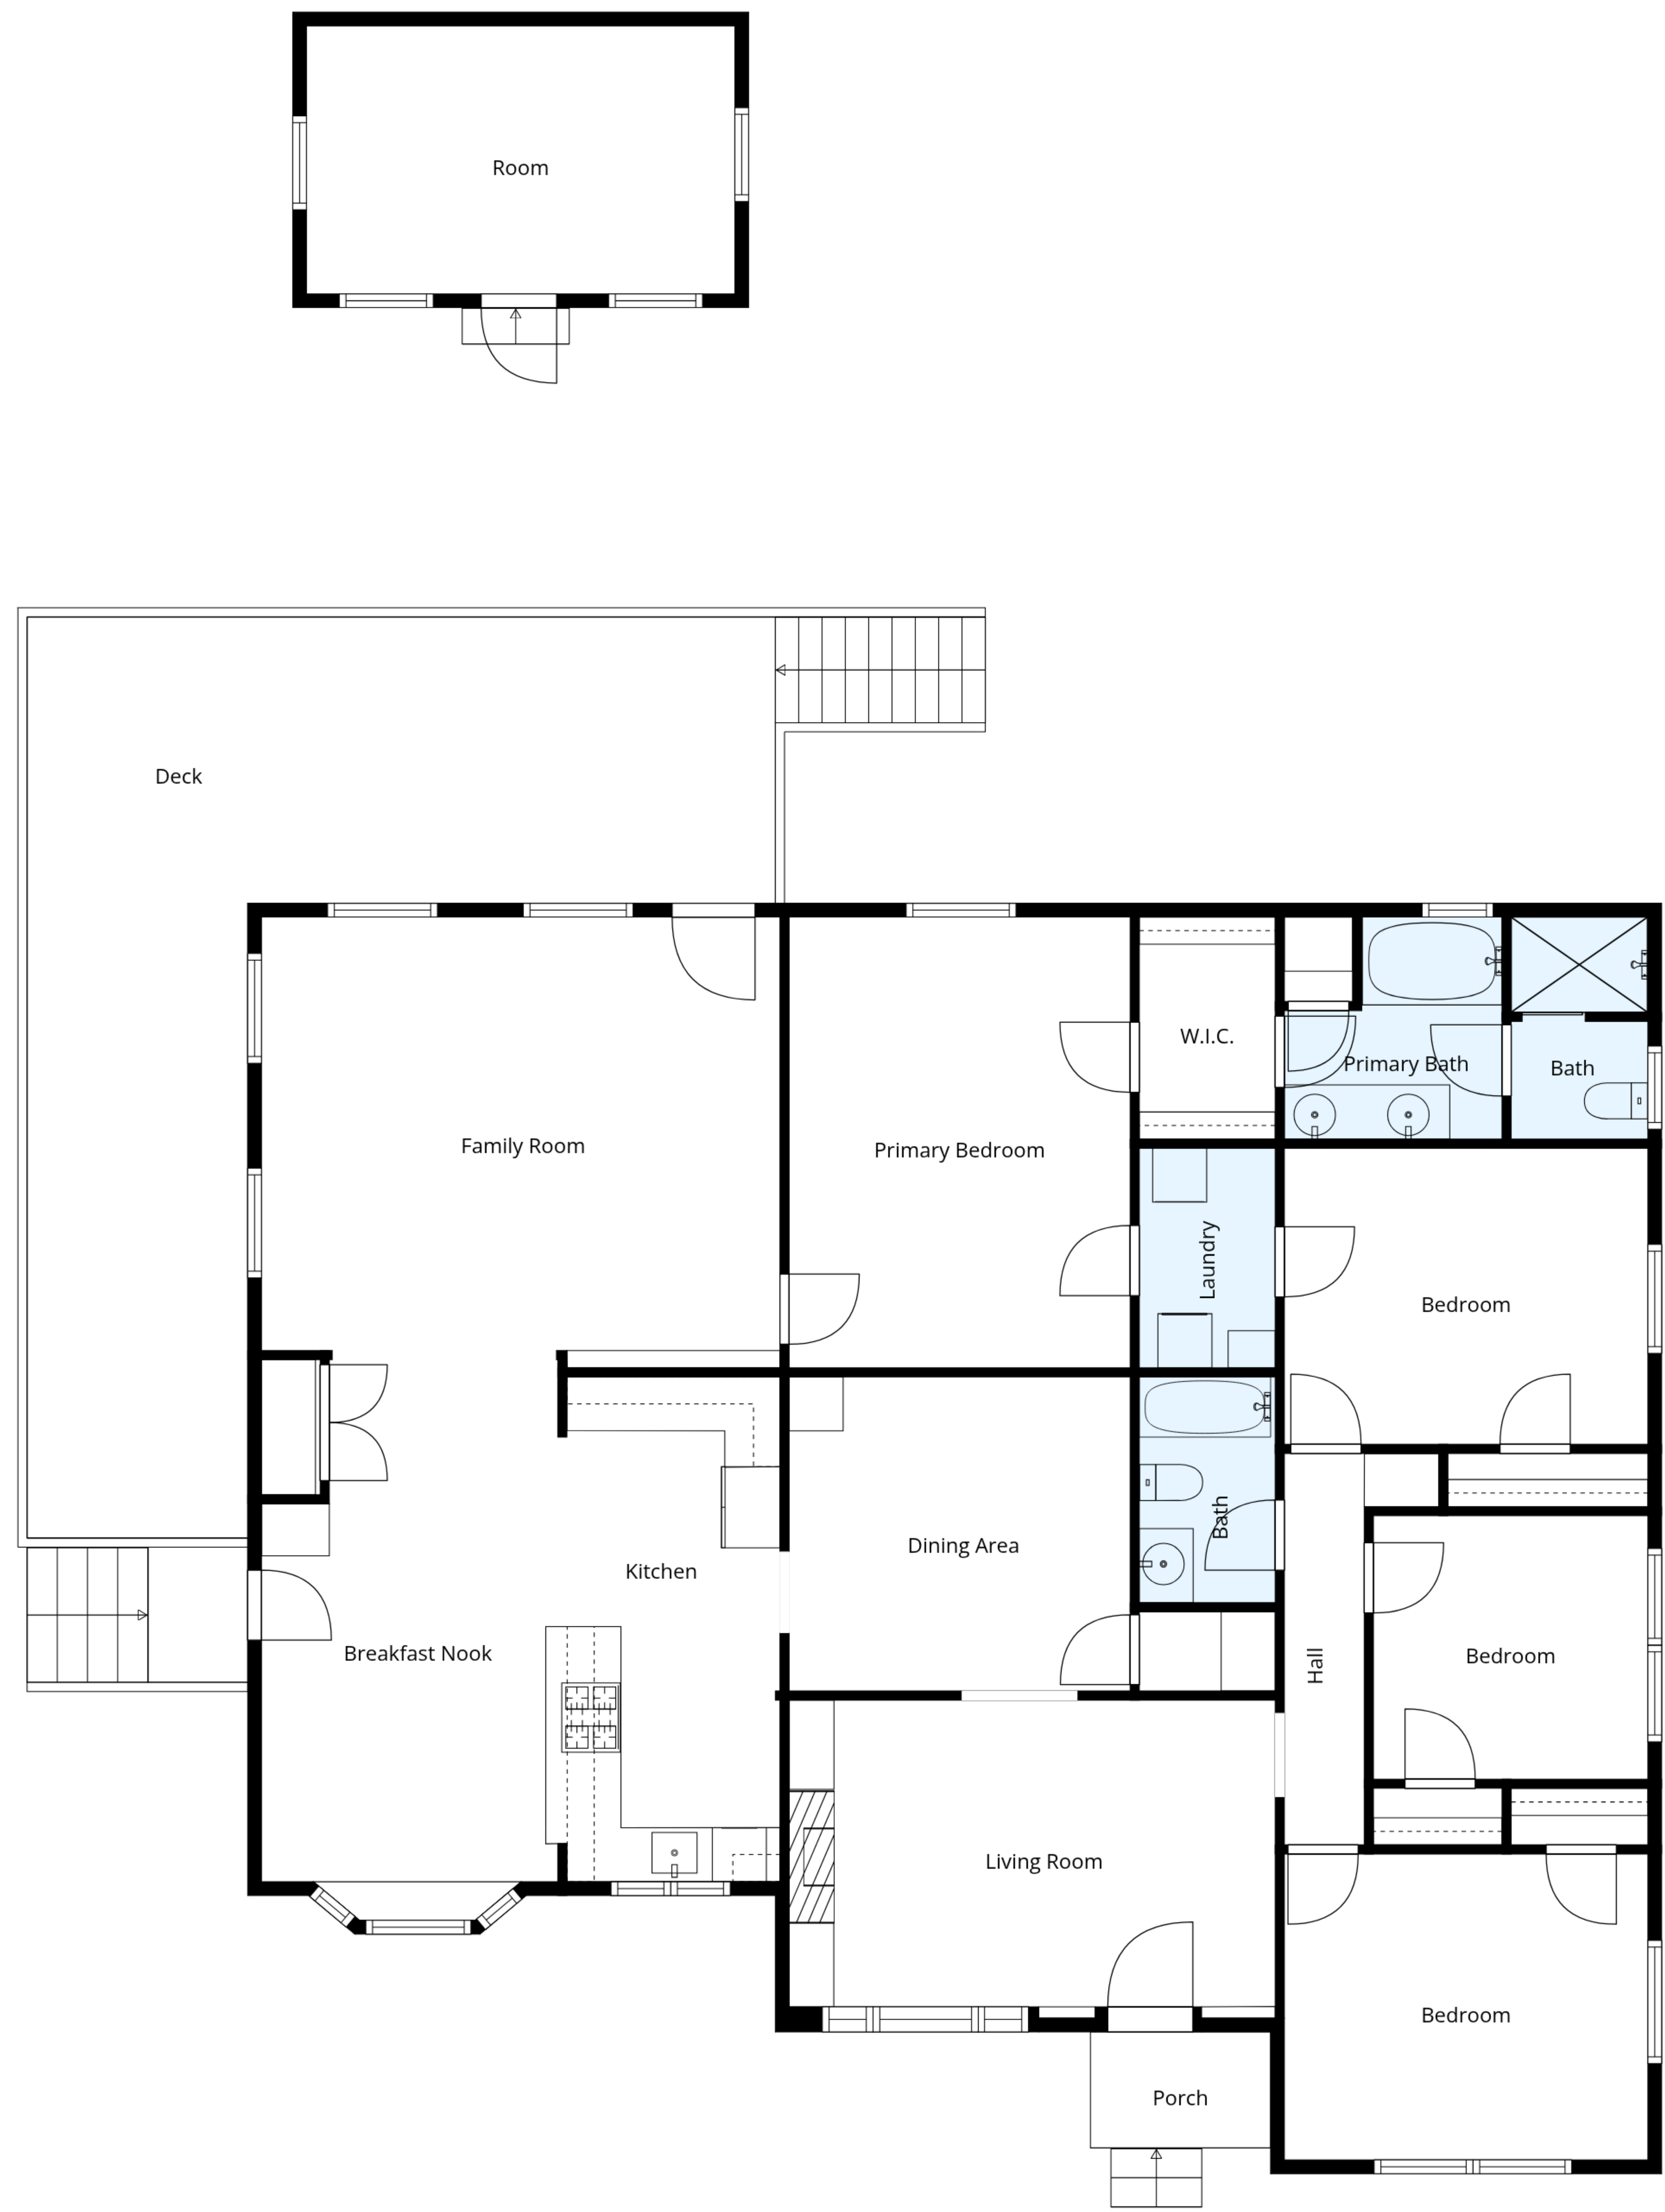 Room
Deck
W.I.C.
Primary Bath
Bath
Family Room
Primary Bedroom
Laundry
Bedroom
Dining Area
Bath
Kitchen
Breakfast Nook
Hall
Bedroom
Living Room
Bedroom
Porch